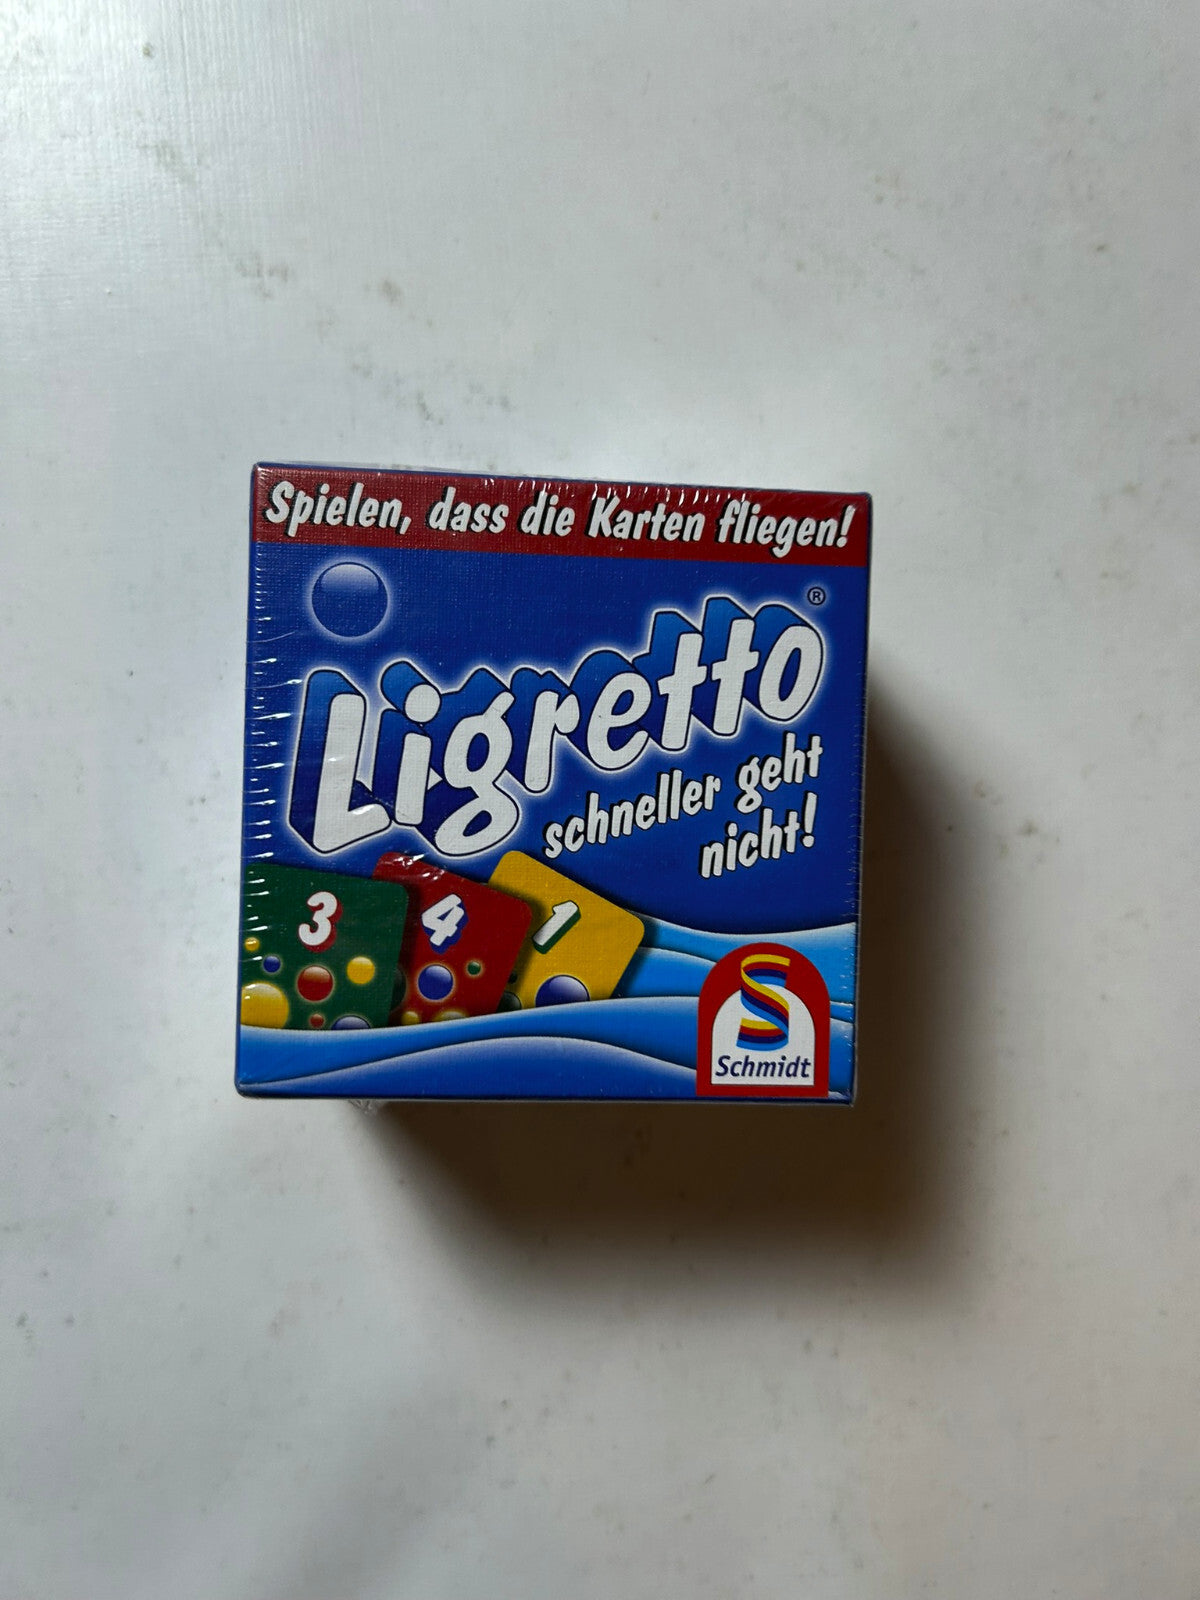 Spielen, dass die Karten fliegen!
Ligretto®
schneller geht
nicht!
3 4 1
Schmidt